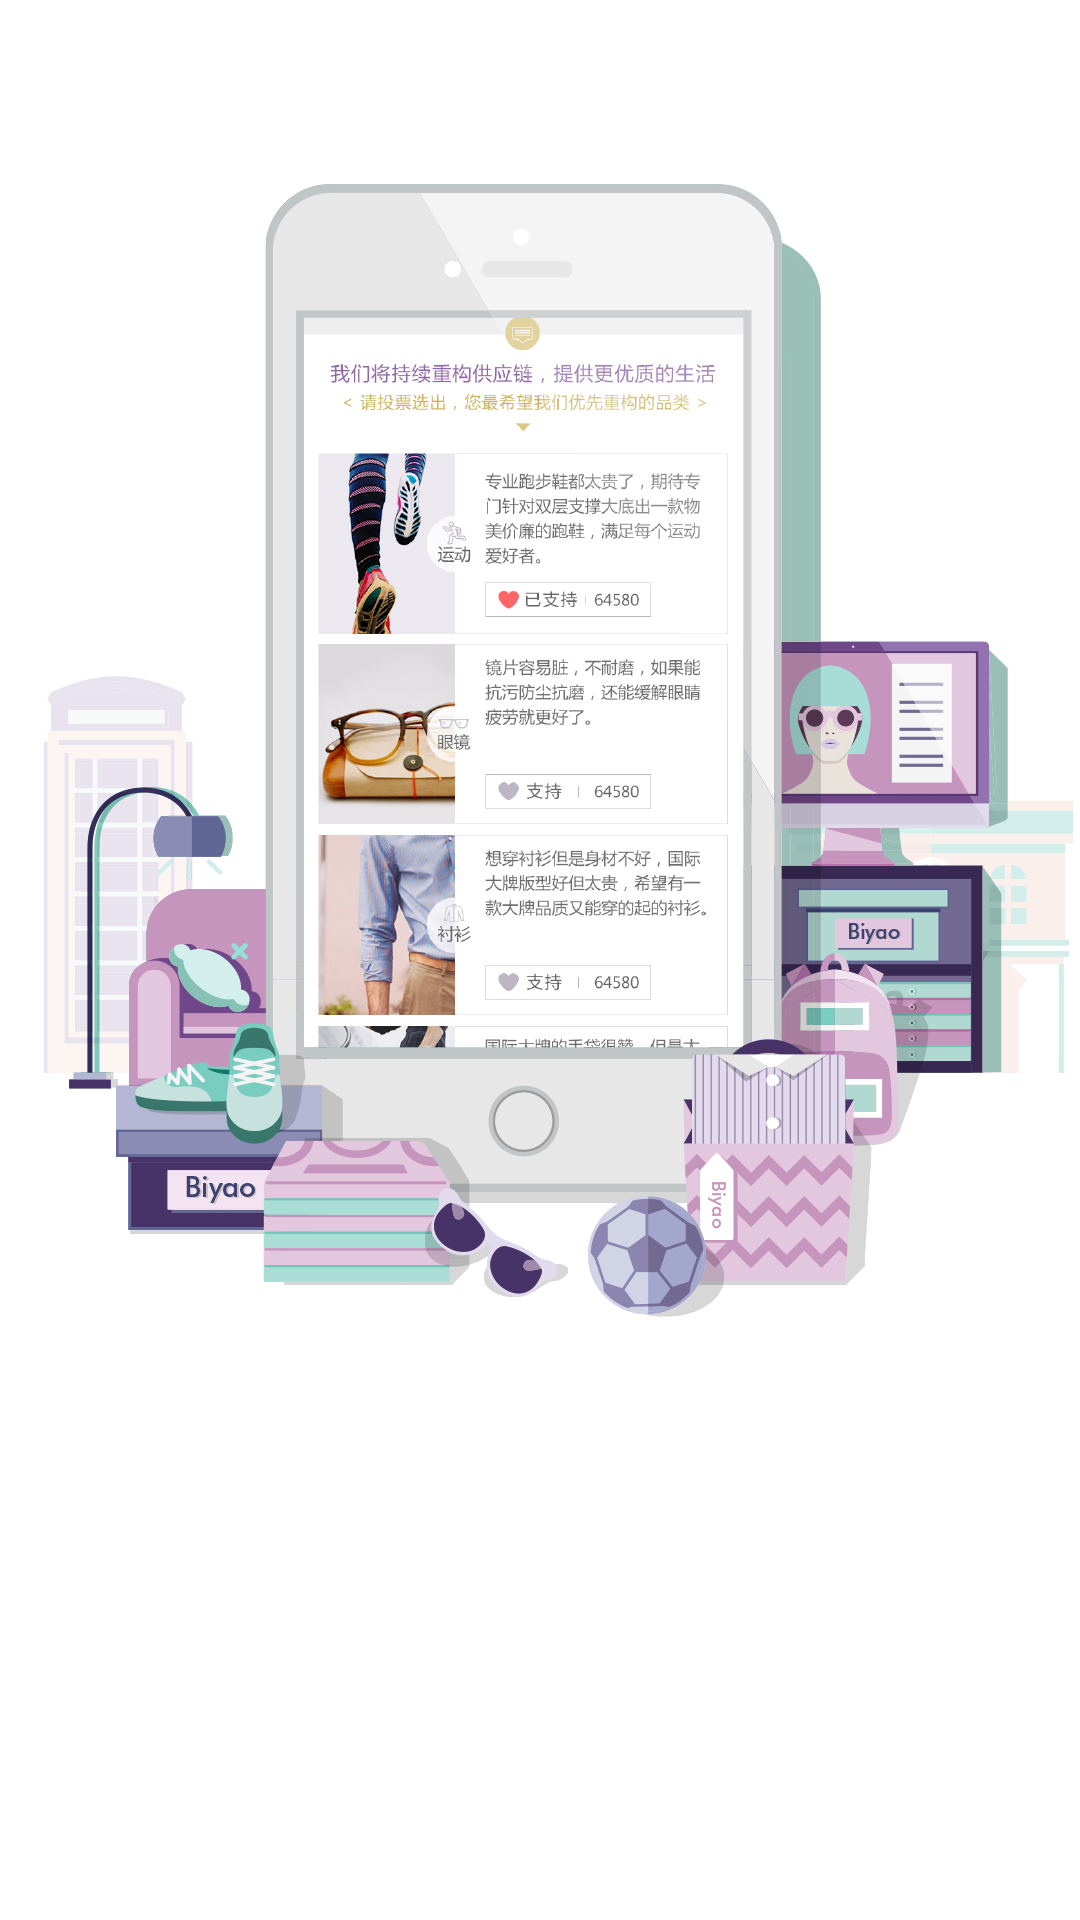 我们将持续重构供应链，提供更优质的生活
< 请投票选出，您最希望我们优先重构的品类 >
专业跑步鞋都太贵了，期待专
门针对双层支撑大底出一款物
美价廉的跑鞋，满足每个运动
爱好者。
运动
已支持 | 64580
镜片容易脏，不耐磨，如果能
抗污防尘抗磨，还能缓解眼睛
疲劳就更好了。
眼镜
支持 | 64580
想穿衬衫但是身材不好，国际
大牌版型好但太贵，希望有一
款大牌品质又能穿的起的衬衫。
衬衫
支持 | 64580
国际大牌的手袋很赞，但是太
Biyao
Biyao
Biyao